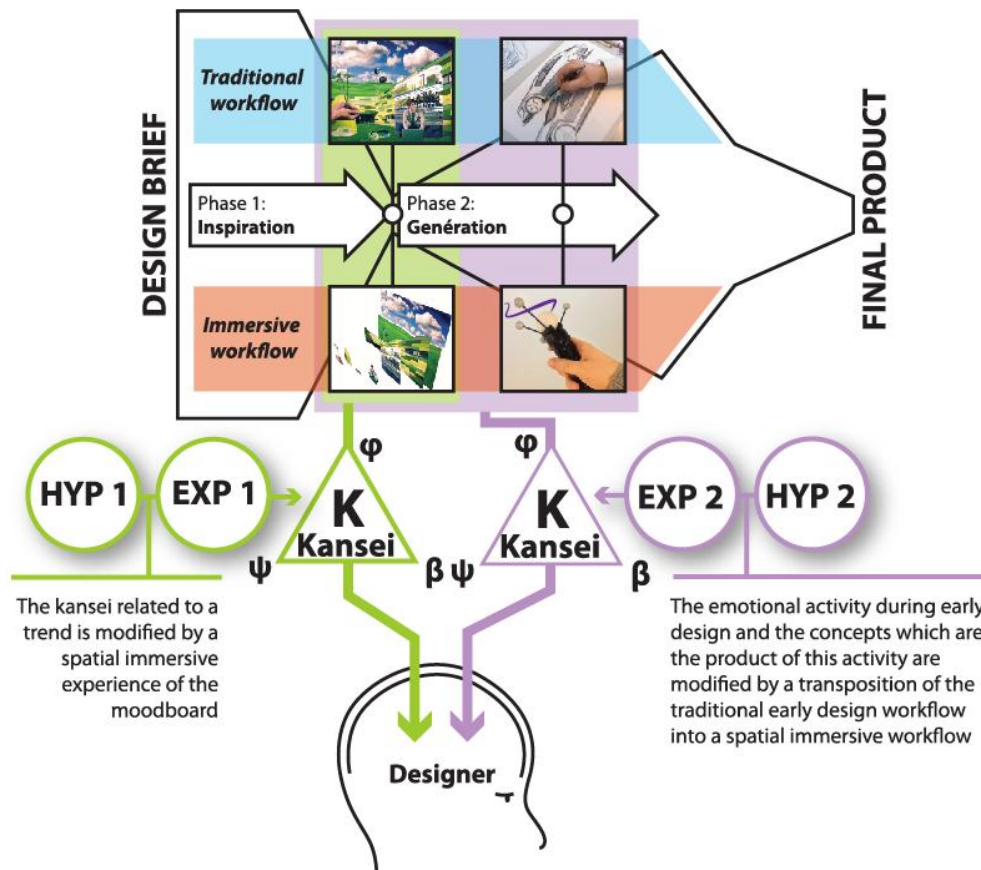 Traditional
workflow
DESIGN BRIEF
Phase 1:
Inspiration
Phase 2:
Genération
FINAL PRODUCT
Immersive
workflow
φ
φ
HYP 1
EXP 1
K
Kansei
K
Kansei
EXP 2
HYP 2
ψ
β
ψ
β
The kansei related to a
trend is modified by a
spatial immersive
experience of the
moodboard
The emotional activity during early
design and the concepts which are
the product of this activity are
modified by a transposition of the
traditional early design workflow
into a spatial immersive workflow
Designer